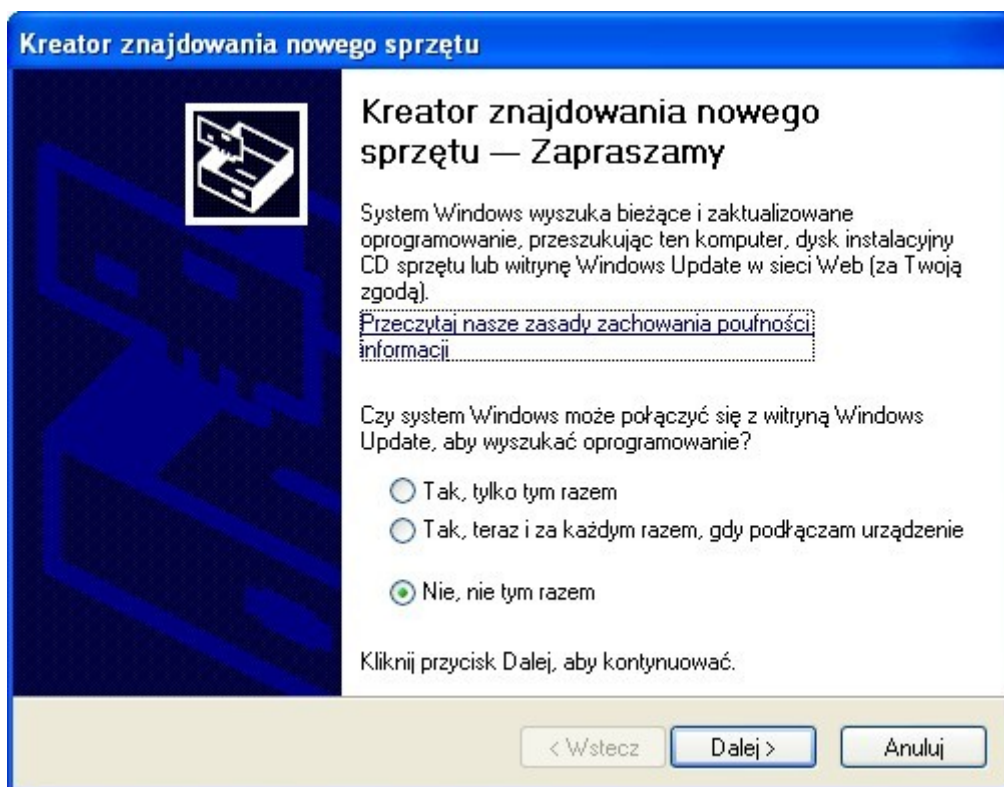 Kreator znajdowania nowego sprzętu
Kreator znajdowania nowego
sprzętu — Zapraszamy
System Windows wyszuka bieżące i zaktualizowane
oprogramowanie, przeszukując ten komputer, dysk instalacyjny
CD sprzętu lub witrynę Windows Update w sieci Web (za Twoją
zgodą).
Przeczytaj nasze zasady zachowania poufności
informacji
Czy system Windows może połączyć się z witryną Windows
Update, aby wyszukać oprogramowanie?
Tak, tylko tym razem
Tak, teraz i za każdym razem, gdy podłączam urządzenie
Nie, nie tym razem
Kliknij przycisk Dalej, aby kontynuować.
< Wstecz Dalej > Anuluj